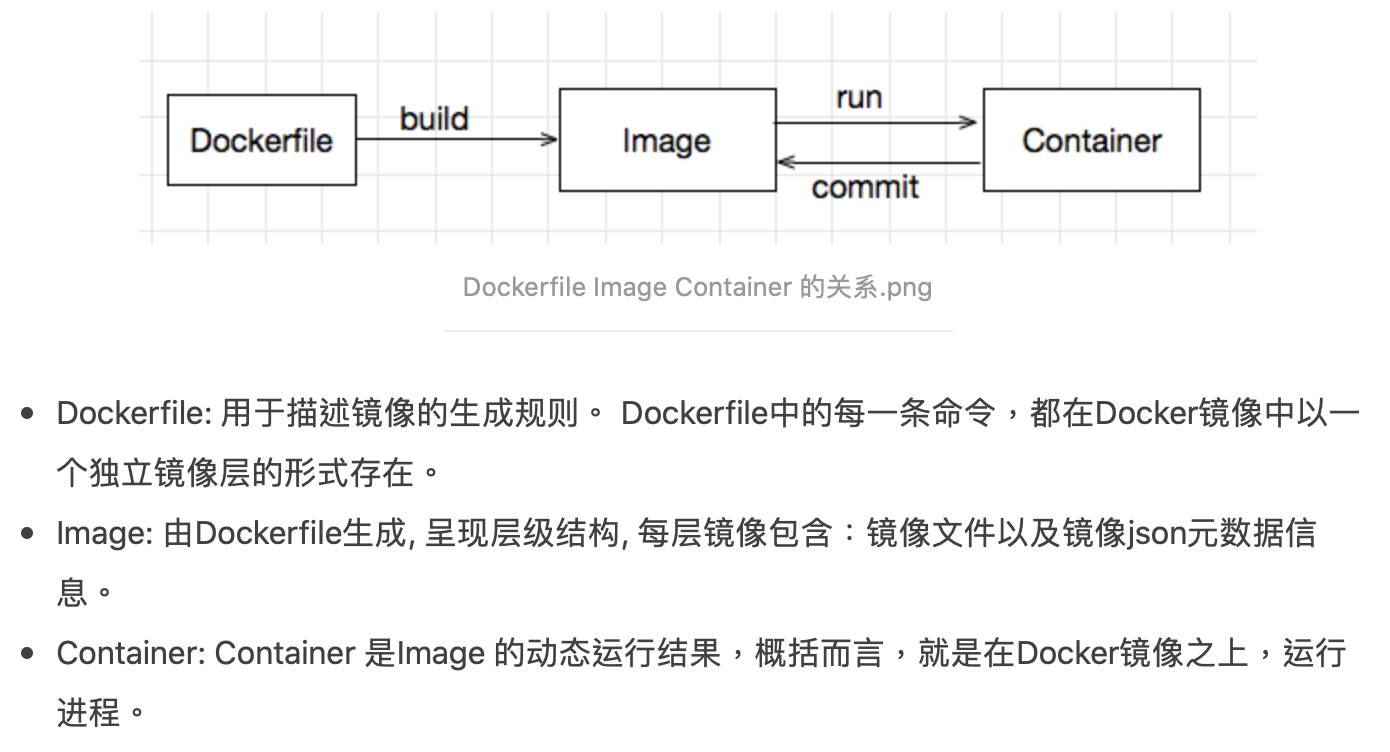 build
run
Dockerfile
Image
Container
commit
Dockerfile Image Container 的关系.png
Dockerfile: 用于描述镜像的生成规则。 Dockerfile中的每一条命令，都在Docker镜像中以一
个独立镜像层的形式存在。
Image: 由Dockerfile生成, 呈现层级结构, 每层镜像包含：镜像文件以及镜像json元数据信
息。
Container: Container 是Image 的动态运行结果，概括而言，就是在Docker镜像之上，运行
进程。